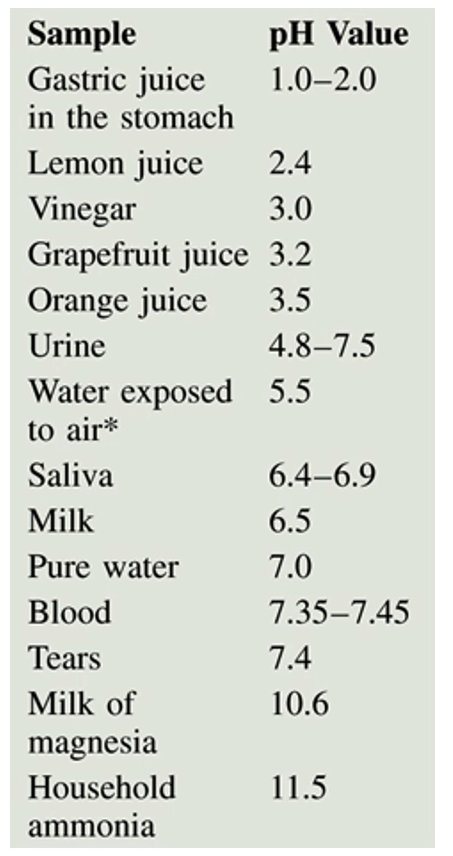 Sample pH Value
Gastric juice 1.0–2.0
in the stomach
Lemon juice 2.4
Vinegar 3.0
Grapefruit juice 3.2
Orange juice 3.5
Urine 4.8–7.5
Water exposed 5.5
to air*
Saliva 6.4–6.9
Milk 6.5
Pure water 7.0
Blood 7.35–7.45
Tears 7.4
Milk of 10.6
magnesia
Household 11.5
ammonia